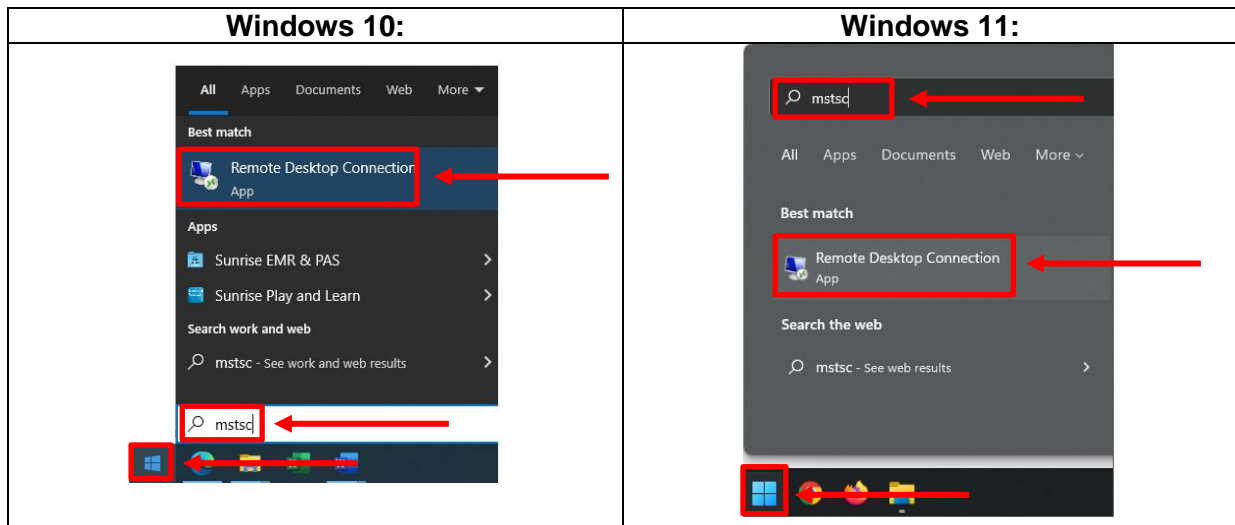 Windows 10:
All Apps Documents Web More
Best match
Remote Desktop Connection
App
Apps
Sunrise EMR & PAS
Sunrise Play and Learn
Search work and web
mstsc - See work and web results
mstsc
Windows 11:
mstsc
All Apps Documents Web More
Best match
Remote Desktop Connection
App
Search the web
mstsc - See web results